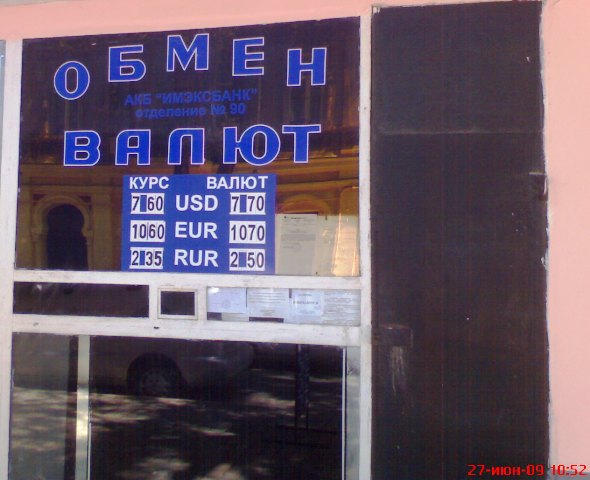 ОБМЕН
АКБ "ИМЭКСБАНК"
отделение № 90
ВАЛЮТ
КУРС ВАЛЮТ
7 60 USD 7 70
10 60 EUR 10 70
2 35 RUR 2 50
27-июн-09 10:52